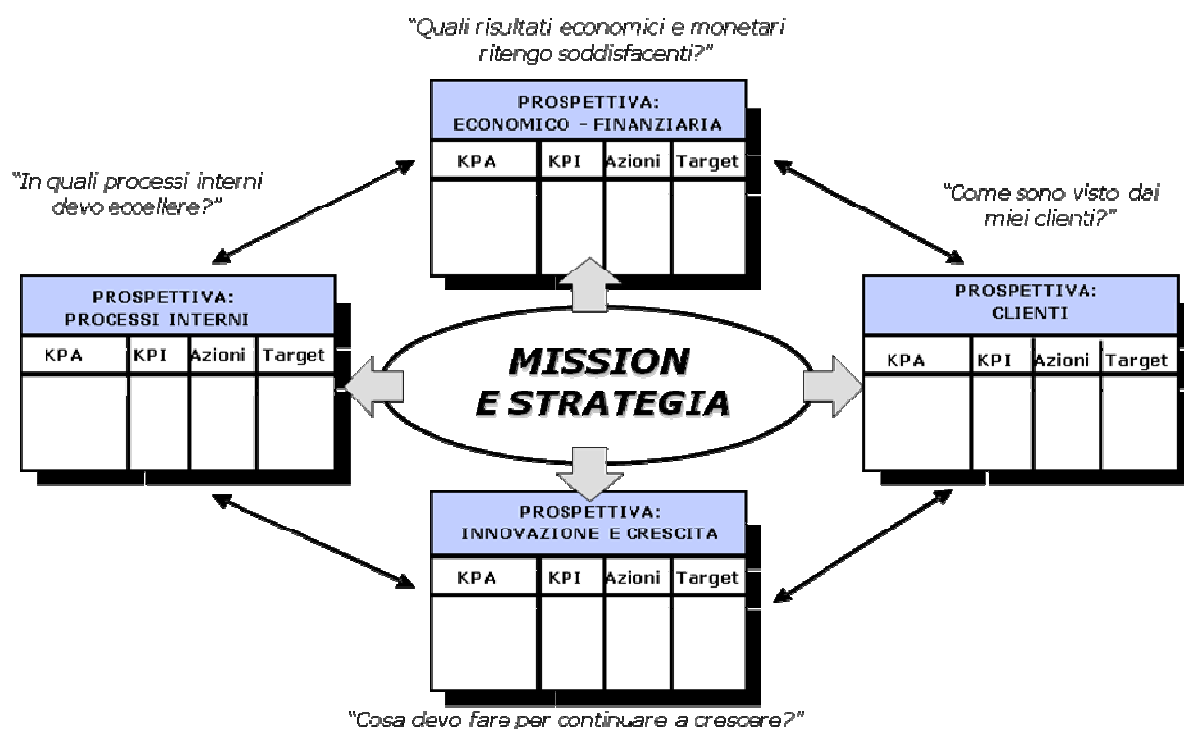 “Quali risultati economici e monetari
ritengo soddisfacenti?”
PROSPETTIVA:
ECONOMICO - FINANZIARIA
KPA KPI Azioni Target
“In quali processi interni
devo eccellere?”
“Come sono visto dai
miei clienti?”
PROSPETTIVA:
PROCESSI INTERNI
KPA KPI Azioni Target
MISSION
E STRATEGIA
PROSPETTIVA:
CLIENTI
KPA KPI Azioni Target
PROSPETTIVA:
INNOVAZIONE E CRESCITA
KPA KPI Azioni Target
“Cosa devo fare per continuare a crescere?”